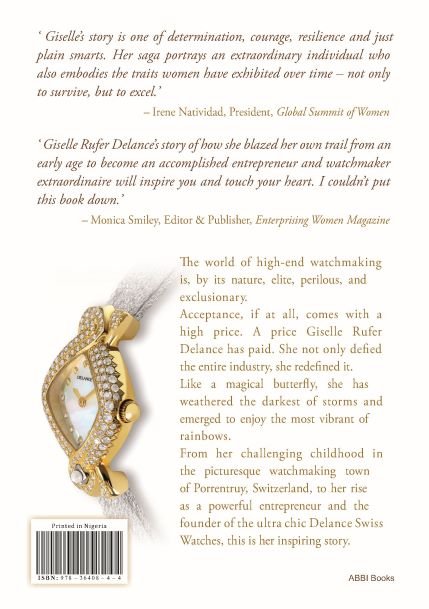 ‘ Giselle’s story is one of determination, courage, resilience and just
plain smarts. Her saga portrays an extraordinary individual who
also embodies the traits women have exhibited over time – not only
to survive, but to excel.’
– Irene Natividad, President, Global Summit of Women
‘ Giselle Rufer Delance’s story of how she blazed her own trail from an
early age to become an accomplished entrepreneur and watchmaker
extraordinaire will inspire you and touch your heart. I couldn’t put
this book down.’
– Monica Smiley, Editor & Publisher, Enterprising Women Magazine
The world of high-end watchmaking
is, by its nature, elite, perilous, and
exclusionary.
Acceptance, if at all, comes with a
high price. A price Giselle Rufer
Delance has paid. She not only defied
the entire industry, she redefined it.
Like a magical butterfly, she has
weathered the darkest of storms and
emerged to enjoy the most vibrant of
rainbows.
From her challenging childhood in
the picturesque watchmaking town
of Porrentruy, Switzerland, to her rise
as a powerful entrepreneur and the
founder of the ultra chic Delance Swiss
Watches, this is her inspiring story.
DELANCE
Printed in Nigeria
ISBN: 978-36408-4-4
ABBI Books